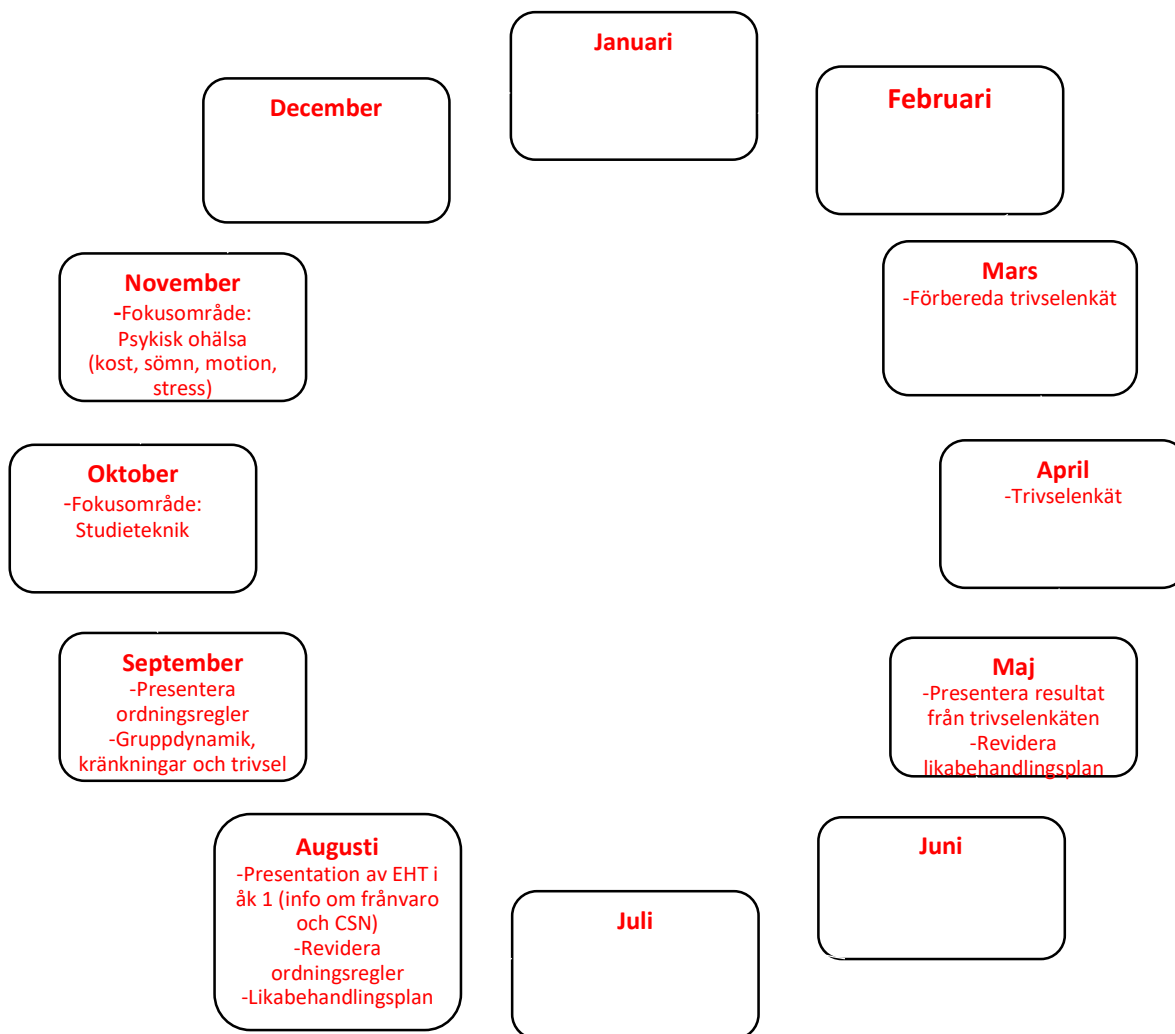 Januari
Februari
Mars
-Förbereda trivselenkät
April
-Trivselenkät
Maj
-Presentera resultat
från trivselenkäten
-Revidera
likabehandlingsplan
Juni
Juli
Augusti
-Presentation av EHT i
åk 1 (info om frånvaro
och CSN)
-Revidera
ordningsregler
-Likabehandlingsplan
September
-Presentera
ordningsregler
-Gruppdynamik,
kränkningar och trivsel
Oktober
-Fokusområde:
Studieteknik
November
-Fokusområde:
Psykisk ohälsa
(kost, sömn, motion,
stress)
December